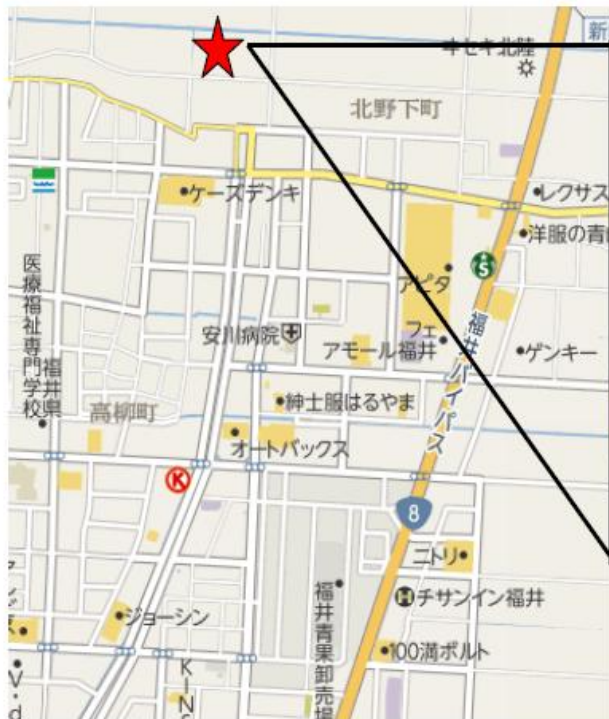 新
ヰセキ北陸
北野下町
ケーズデンキ
レクサス
洋服の青山
アピタ
医療福祉専門学校
福井県
安川病院
フェ
アモール福井
福井バイパス
ゲンキー
高柳町
紳士服はるやま
オートバックス
K
8
ニトリ
H
チサンイン福井
福井青果卸売場
ジョーシン
100満ボルト
KINS
V・d
S